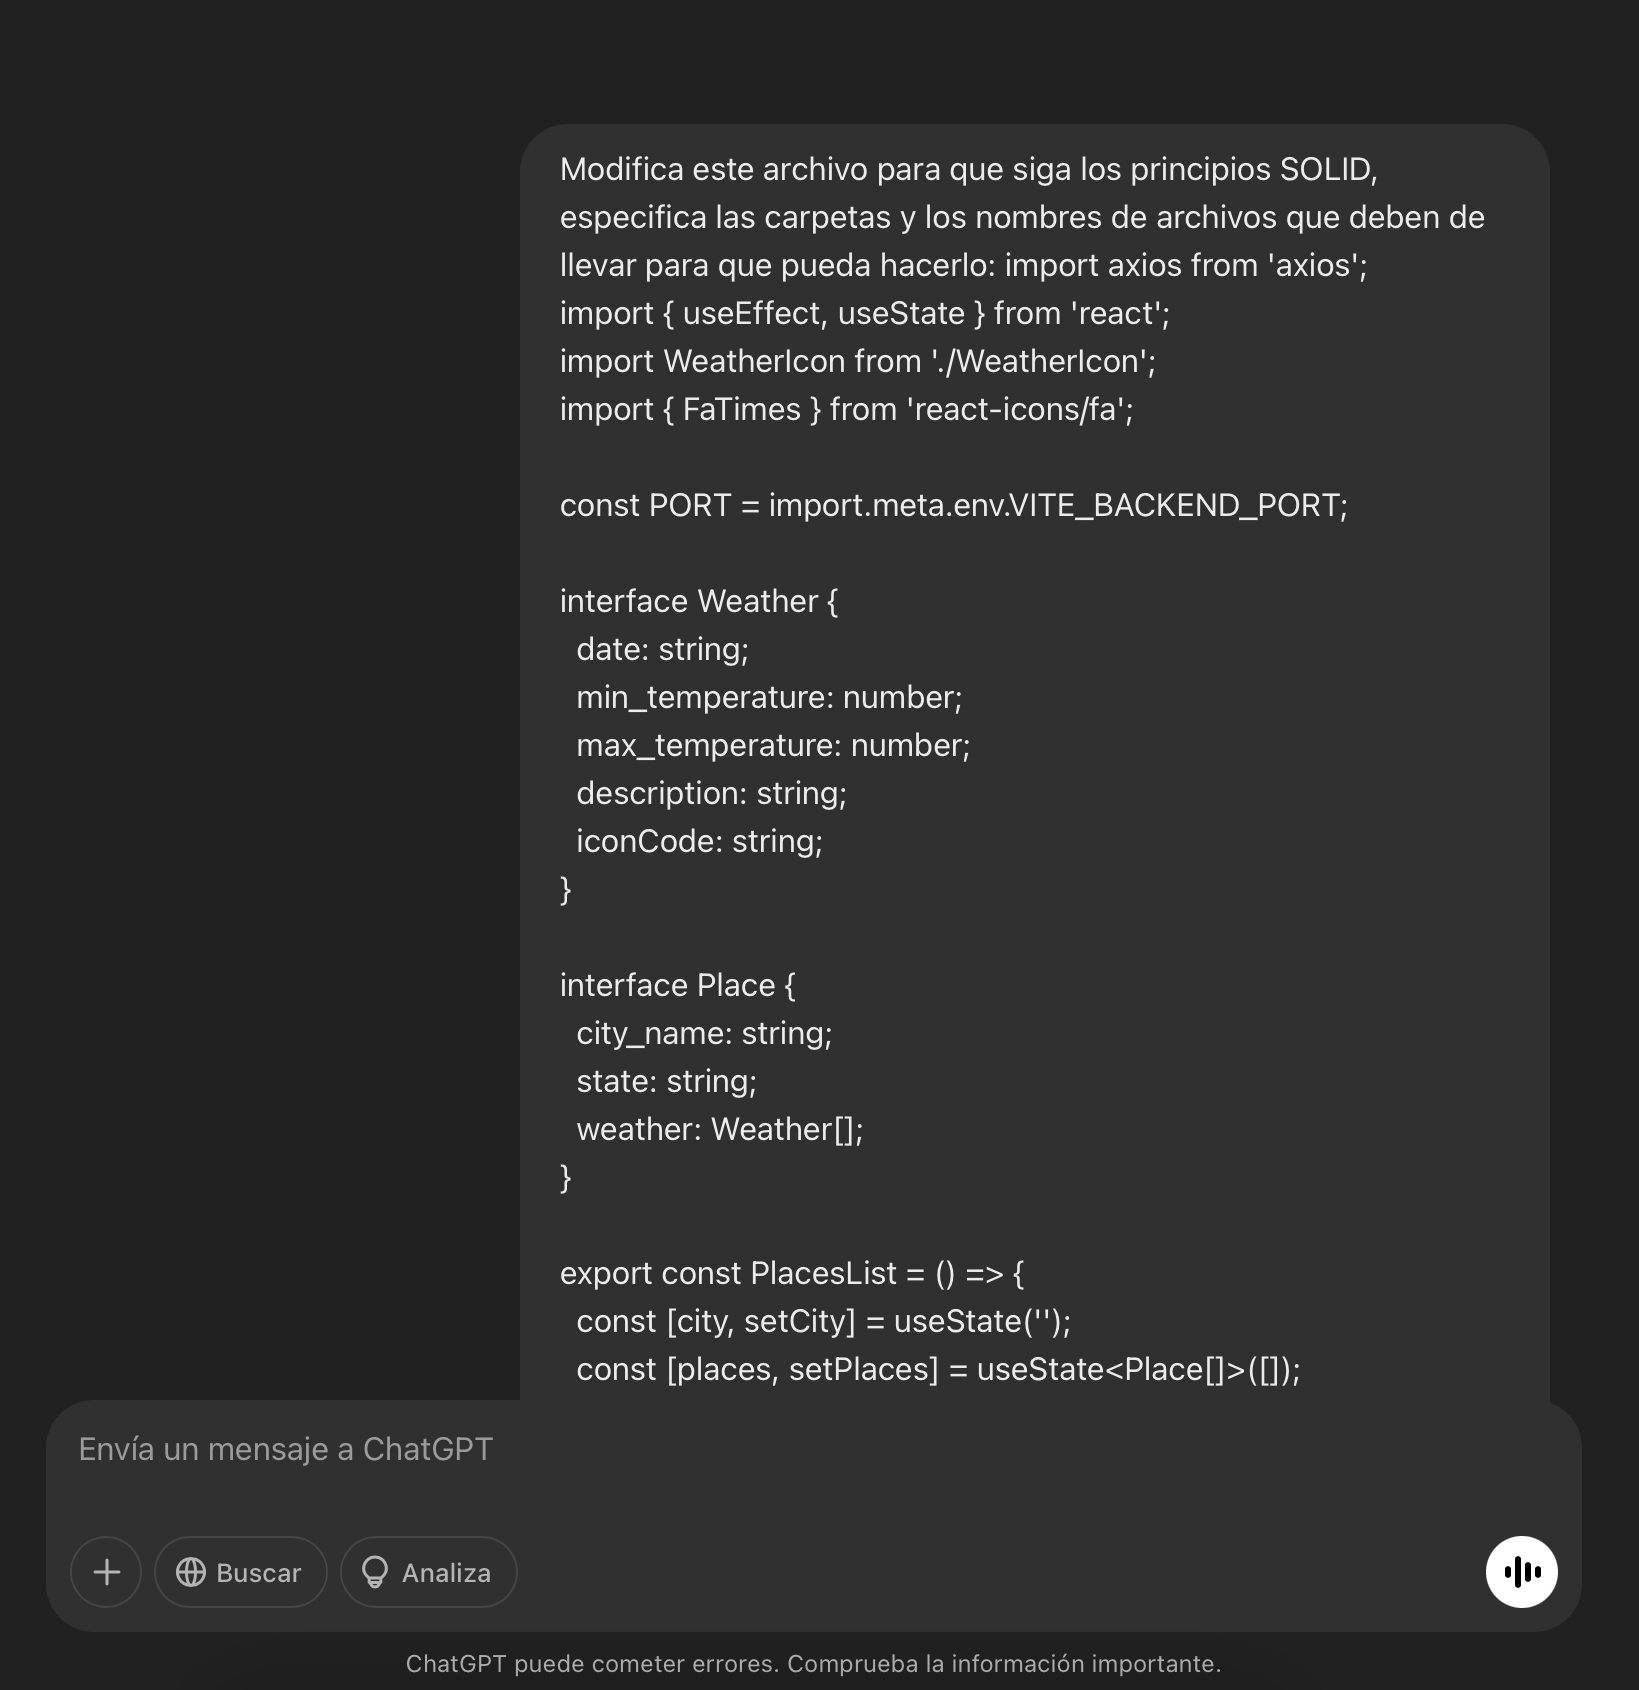 Modifica este archivo para que siga los principios SOLID,
especifica las carpetas y los nombres de archivos que deben de
llevar para que pueda hacerlo: import axios from 'axios';
import { useEffect, useState } from 'react';
import WeatherIcon from './WeatherIcon';
import { FaTimes } from 'react-icons/fa';

const PORT = import.meta.env.VITE_BACKEND_PORT;

interface Weather {
  date: string;
  min_temperature: number;
  max_temperature: number;
  description: string;
  iconCode: string;
}

interface Place {
  city_name: string;
  state: string;
  weather: Weather[];
}

export const PlacesList = () => {
  const [city, setCity] = useState('');
  const [places, setPlaces] = useState<Place[]>([]);
Envía un mensaje a ChatGPT
Buscar
Analiza
ChatGPT puede cometer errores. Comprueba la información importante.